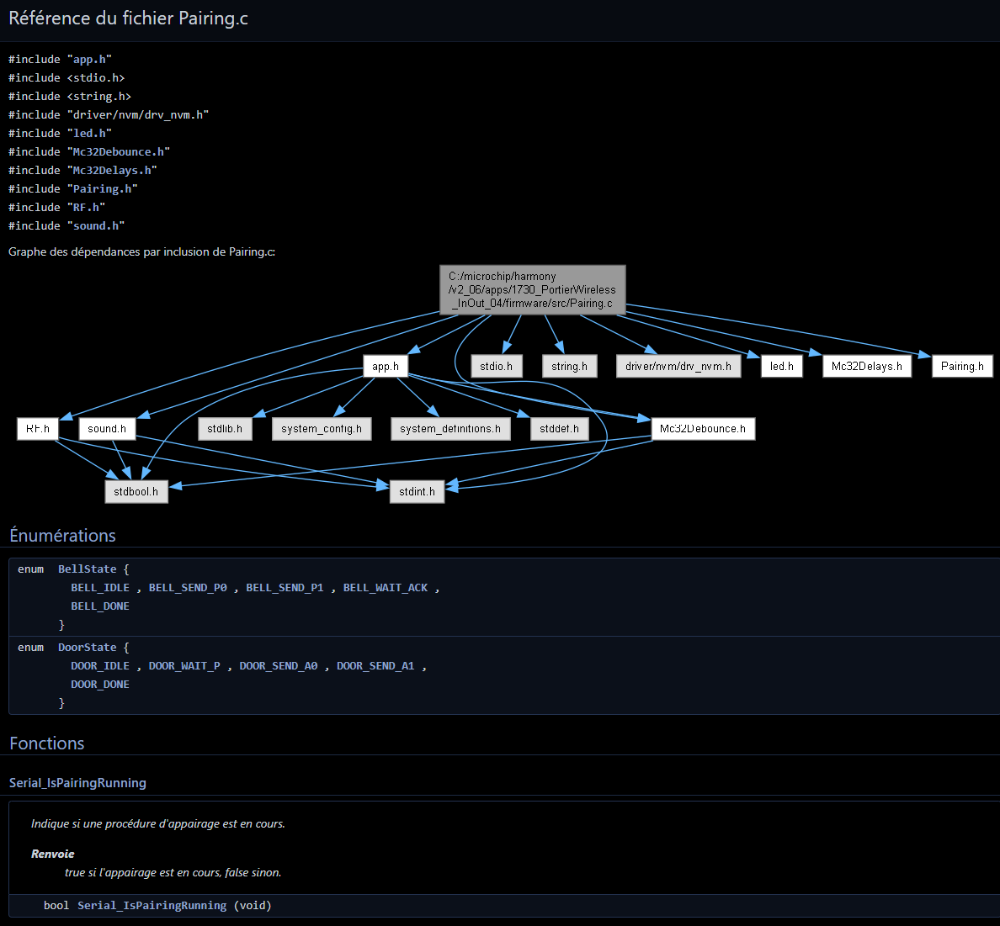 Référence du fichier Pairing.c
#include "app.h"
#include <stdio.h>
#include <string.h>
#include "driver/nvm/drv_nvm.h"
#include "led.h"
#include "Mc32Debounce.h"
#include "Mc32Delays.h"
#include "Pairing.h"
#include "RF.h"
#include "sound.h"
Graphe des dépendances par inclusion de Pairing.c:
C:/microchip/harmony
/v2_06/apps/1730_PortierWireless
_InOut_04/firmware/src/Pairing.c
app.h stdio.h string.h driver/nvm/drv_nvm.h led.h Mc32Delays.h Pairing.h
RF.h sound.h stdlib.h system_config.h system_definitions.h stddef.h Mc32Debounce.h
stdbool.h stdint.h
Énumérations
enum BellState {
BELL_IDLE , BELL_SEND_P0 , BELL_SEND_P1 , BELL_WAIT_ACK ,
BELL_DONE
}
enum DoorState {
DOOR_IDLE , DOOR_WAIT_P , DOOR_SEND_A0 , DOOR_SEND_A1 ,
DOOR_DONE
}
Fonctions
Serial_IsPairingRunning
Indique si une procédure d'appairage est en cours.
Renvoie
true si l'appairage est en cours, false sinon.
bool Serial_IsPairingRunning (void)